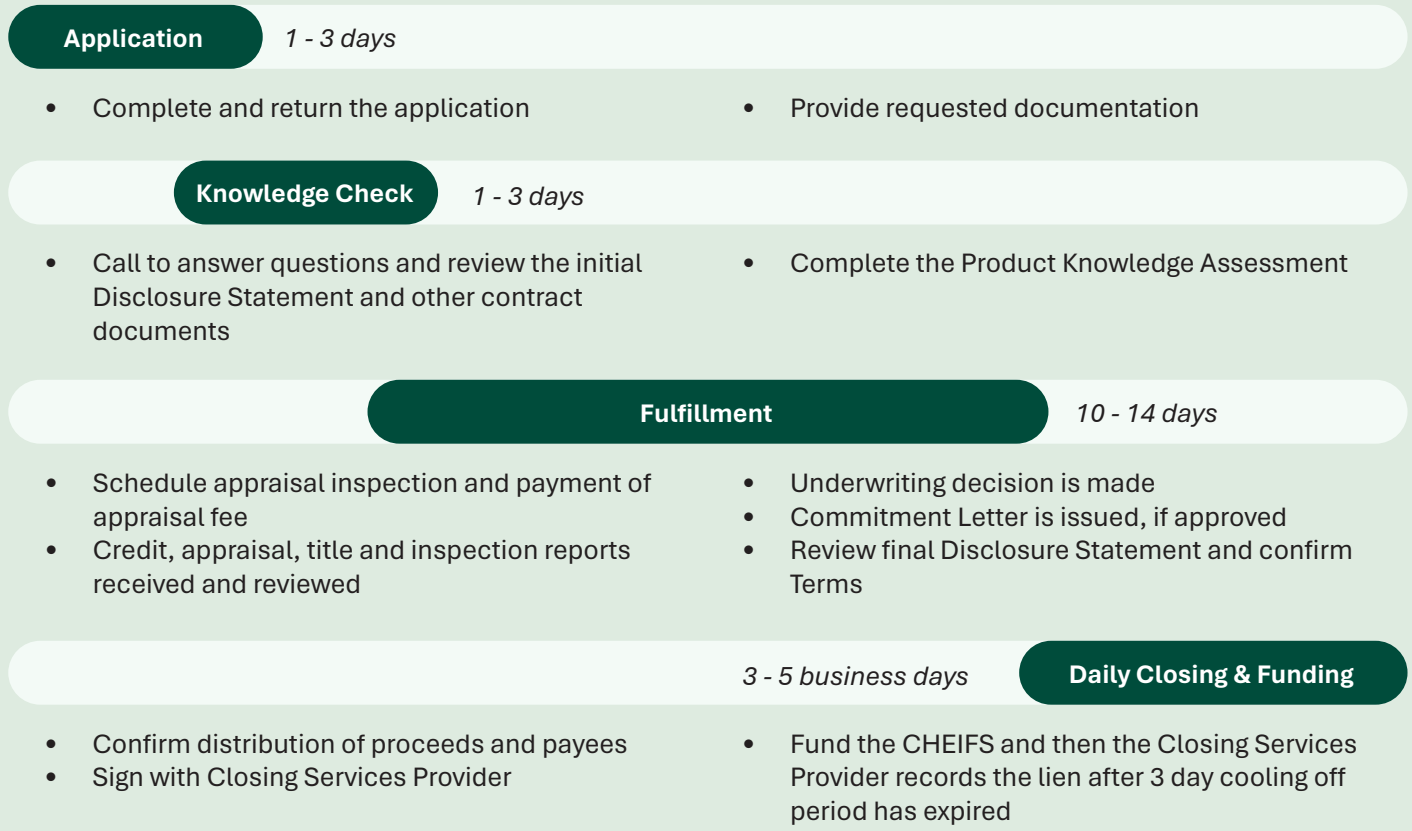 Application 1 - 3 days
• Complete and return the application
• Provide requested documentation
Knowledge Check 1 - 3 days
• Call to answer questions and review the initial
Disclosure Statement and other contract
documents
• Complete the Product Knowledge Assessment
Fulfillment 10 - 14 days
• Schedule appraisal inspection and payment of
appraisal fee
• Credit, appraisal, title and inspection reports
received and reviewed
• Underwriting decision is made
• Commitment Letter is issued, if approved
• Review final Disclosure Statement and confirm
Terms
3 - 5 business days Daily Closing & Funding
• Confirm distribution of proceeds and payees
• Sign with Closing Services Provider
• Fund the CHEIFS and then the Closing Services
Provider records the lien after 3 day cooling off
period has expired